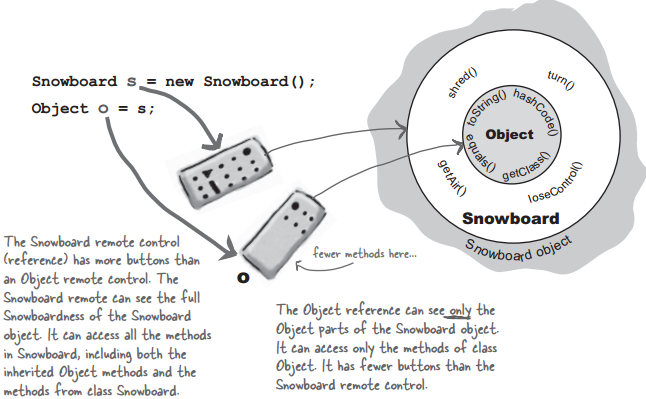 Snowboard s = new Snowboard();
Object o = s;
shred()
turn()
toString()
hashCode()
Object
equals()
getClass()
getAir()
loseControl()
Snowboard
Snowboard object
fewer methods here...
o
The Snowboard remote control
(reference) has more buttons than
an Object remote control. The
Snowboard remote can see the full
Snowboardness of the Snowboard
object. It can access all the methods
in Snowboard, including both the
inherited Object methods and the
methods from class Snowboard.
The Object reference can see only the
Object parts of the Snowboard object.
It can access only the methods of class
Object. It has fewer buttons than the
Snowboard remote control.